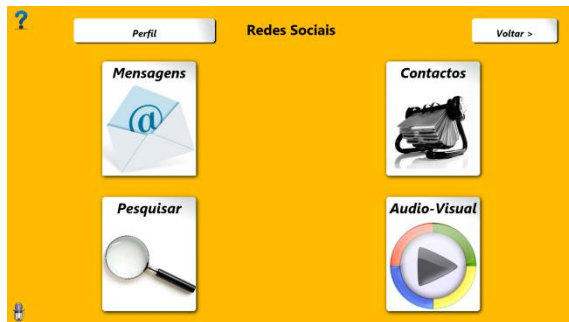 ?
Perfil
Redes Sociais
Voltar >
Mensagens
@
Contactos
Pesquisar
Audio-Visual